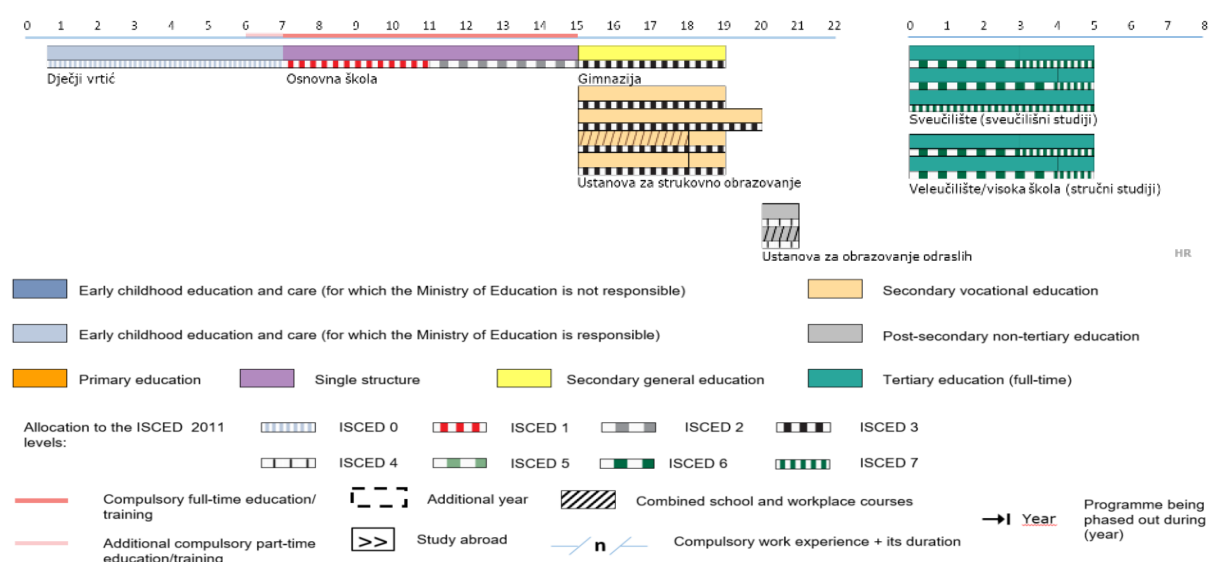 0 1 2 3 4 5 6 7 8 9 10 11 12 13 14 15 16 17 18 19 20 21 22 0 1 2 3 4 5 6 7 8
Dječji vrtić Osnovna škola Gimnazija
Sveučilište (sveučilišni studiji)
Ustanova za strukovno obrazovanje Veleučilište/visoka škola (stručni studiji)
Ustanova za obrazovanje odraslih HR
Early childhood education and care (for which the Ministry of Education is not responsible) Secondary vocational education
Early childhood education and care (for which the Ministry of Education is responsible) Post-secondary non-tertiary education
Primary education Single structure Secondary general education Tertiary education (full-time)
Allocation to the ISCED 2011
levels:
ISCED 0 ISCED 1 ISCED 2 ISCED 3
ISCED 4 ISCED 5 ISCED 6 ISCED 7
Compulsory full-time education/
training
Additional year Combined school and workplace courses
Year
Programme being
phased out during
(year)
Additional compulsory part-time
education/training
>> Study abroad n Compulsory work experience + its duration